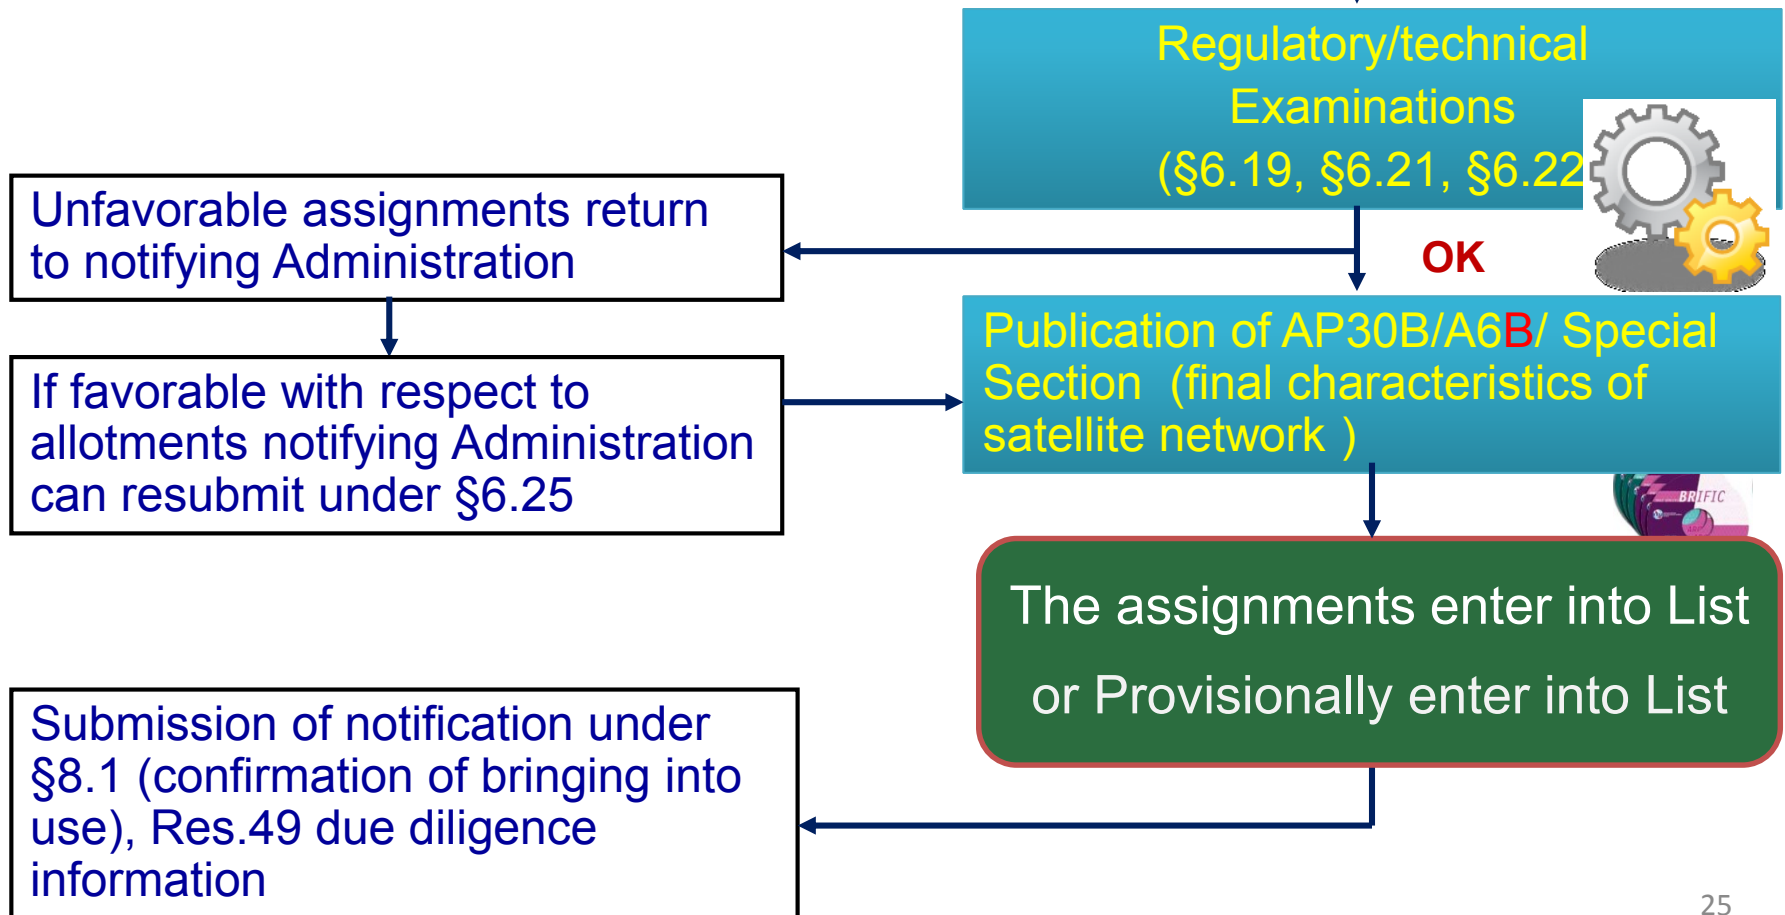 Regulatory/technical
Examinations
(§6.19, §6.21, §6.22
Unfavorable assignments return
to notifying Administration
OK
Publication of AP30B/A6B/ Special
Section (final characteristics of
satellite network )
If favorable with respect to
allotments notifying Administration
can resubmit under §6.25
BRIFIC
The assignments enter into List
or Provisionally enter into List
Submission of notification under
§8.1 (confirmation of bringing into
use), Res.49 due diligence
information
25